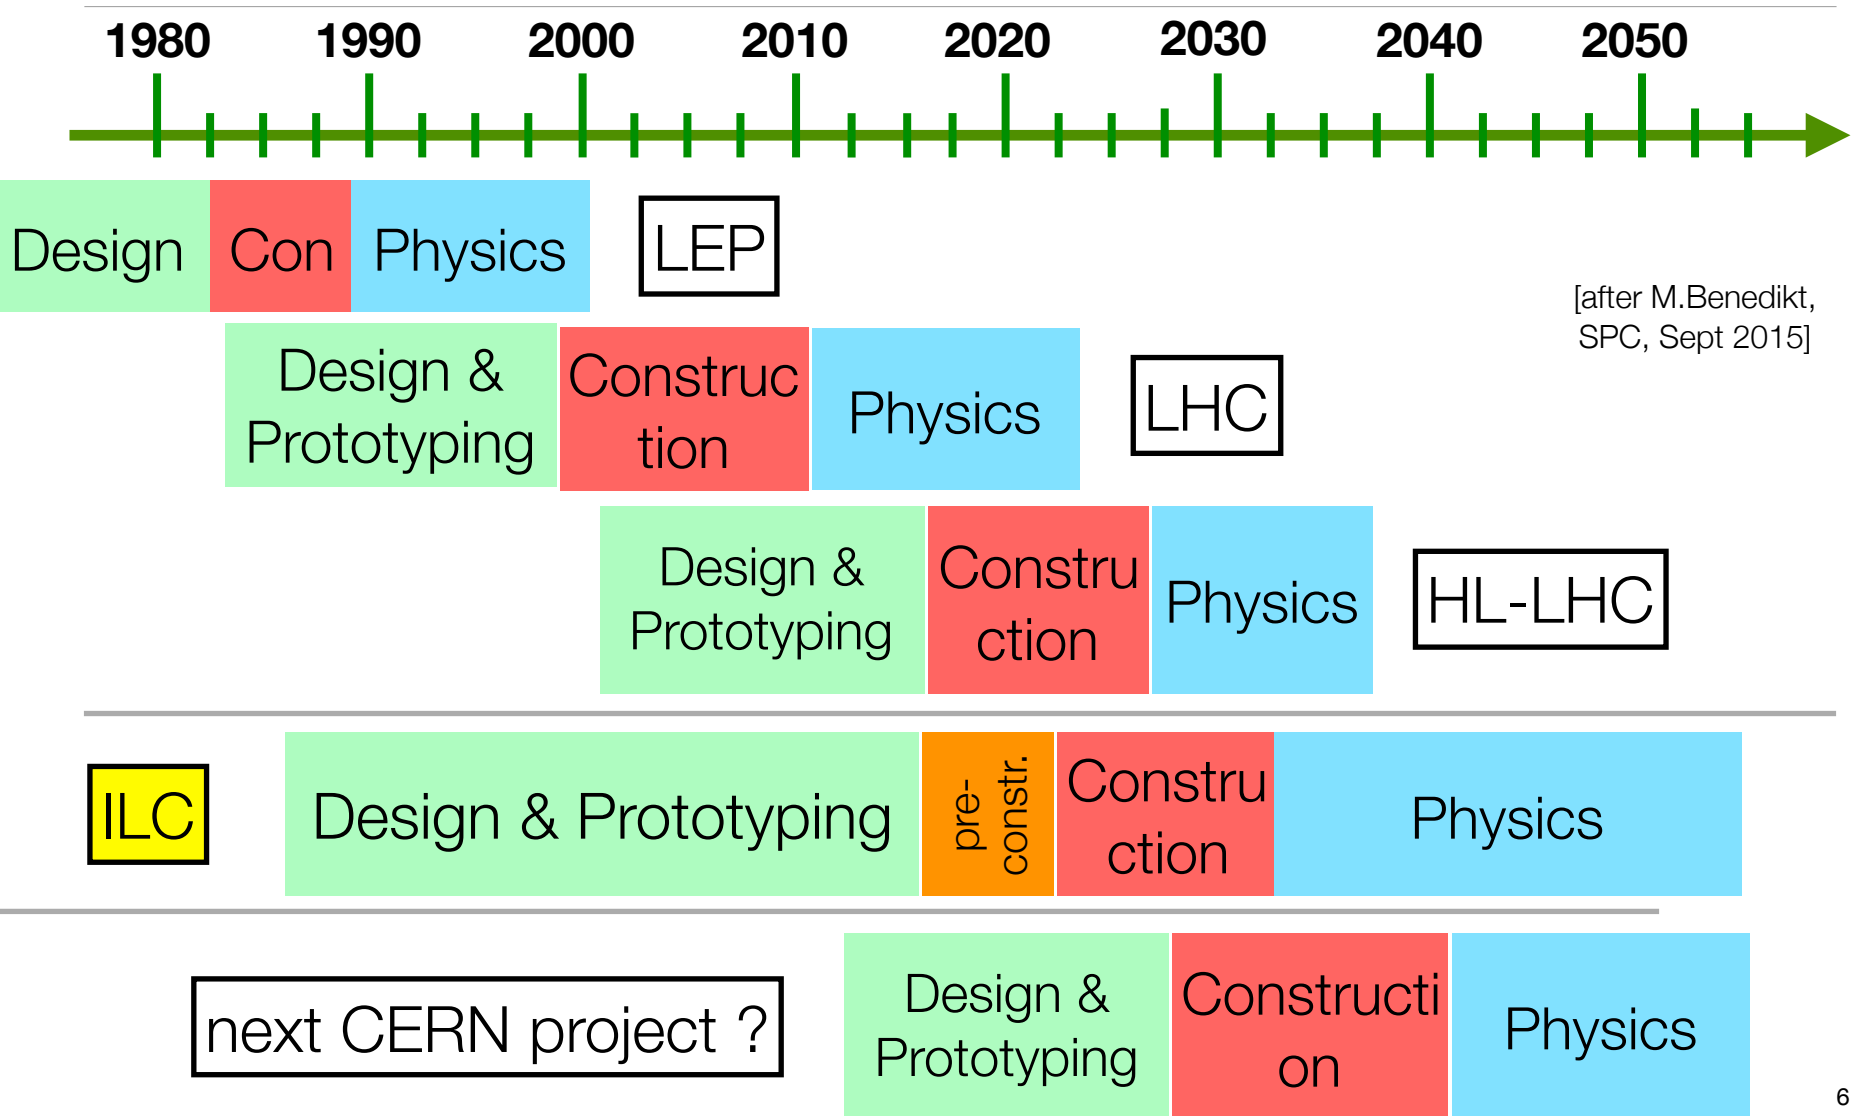 1980 1990 2000 2010 2020 2030 2040 2050
Design Con Physics LEP
[after M.Benedikt,
SPC, Sept 2015]
Design &
Prototyping
Construc
tion
Physics
LHC
Design &
Prototyping
Constru
ction
Physics
HL-LHC
ILC
Design & Prototyping
pre-
constr.
Constru
ction
Physics
next CERN project ?
Design &
Prototyping
Constructi
on
Physics
6